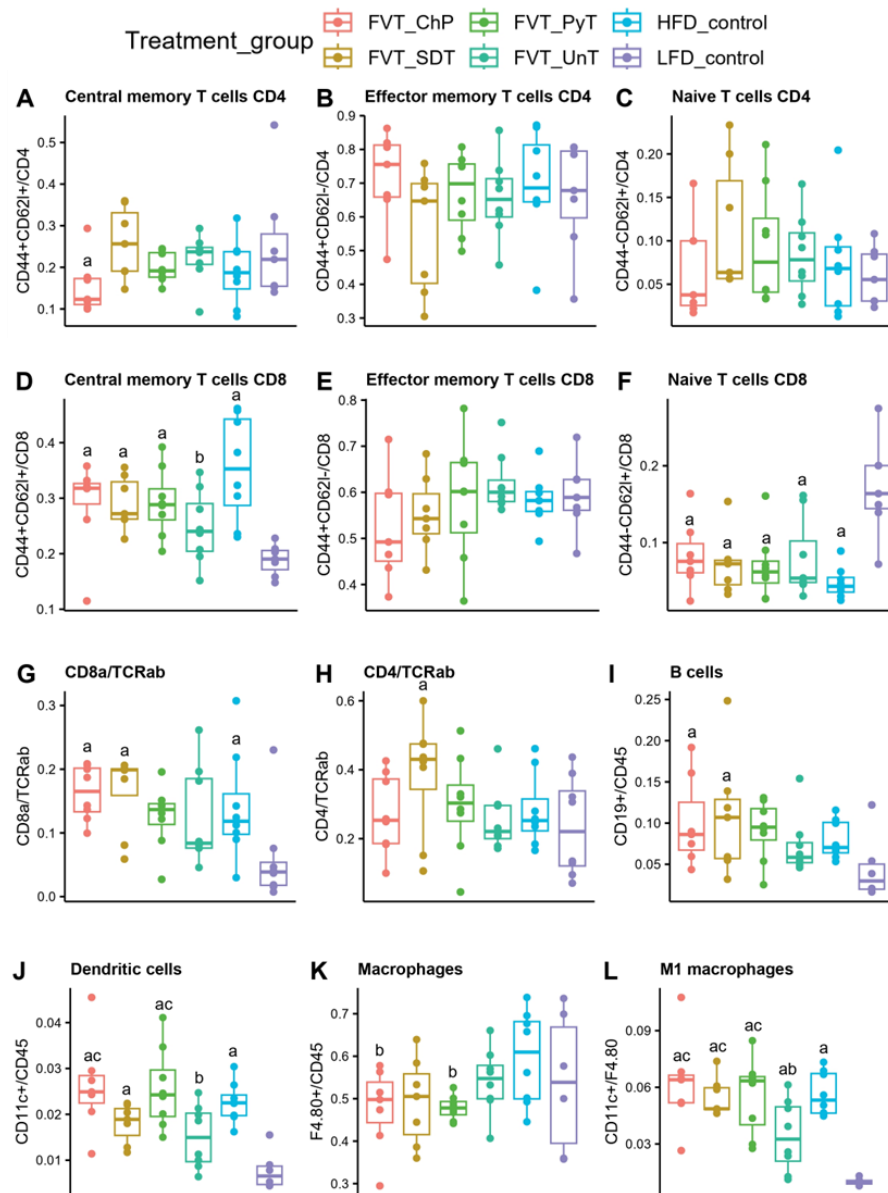 Treatment_group
FVT_ChP FVT_PyT HFD_control
FVT_SDT FVT_UnT LFD_control
A Central memory T cells CD4
CD44+CD62l+/CD4
0.5
0.4
0.3
0.2
0.1
a
B Effector memory T cells CD4
CD44+CD62l-/CD4
0.9
0.8
0.7
0.6
0.5
0.4
0.3
C Naive T cells CD4
CD44-CD62l+/CD4
0.20
0.15
0.10
0.05
D Central memory T cells CD8
CD44+CD62l+/CD8
0.4
0.3
0.2
0.1
a a a b a
E Effector memory T cells CD8
CD44+CD62l-/CD8
0.8
0.7
0.6
0.5
0.4
F Naive T cells CD8
CD44-CD62l+/CD8
0.2
0.1
a a a a a
G CD8a/TCRab
CD8a/TCRab
0.3
0.2
0.1
0.0
a a a
H CD4/TCRab
CD4/TCRab
0.6
0.4
0.2
a
I B cells
CD19+/CD45
0.25
0.20
0.15
0.10
0.05
a a
J Dendritic cells
CD11c+/CD45
0.04
0.03
0.02
0.01
ac a ac b a
K Macrophages
F4.80+/CD45
0.7
0.6
0.5
0.4
0.3
b b
L M1 macrophages
CD11c+/F4.80
0.09
0.06
0.03
ac ac ac ab a